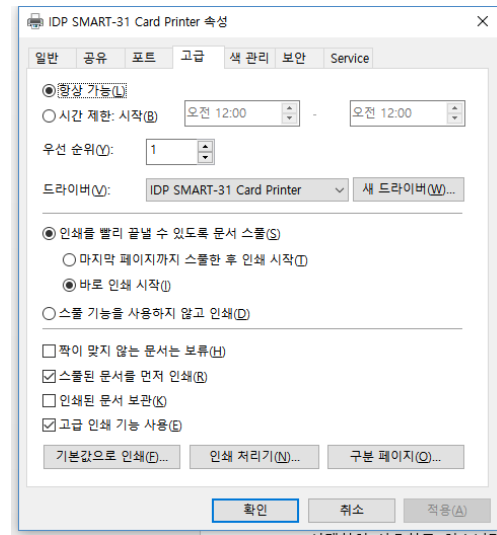 IDP SMART-31 Card Printer 속성
일반 공유 포트 고급 색 관리 보안 Service
항상 가능(L)
시간 제한: 시작(B) 오전 12:00 - 오전 12:00
우선 순위(Y): 1
드라이버(V): IDP SMART-31 Card Printer 새 드라이버(W)...
인쇄를 빨리 끝낼 수 있도록 문서 스풀(S)
마지막 페이지까지 스풀한 후 인쇄 시작(T)
바로 인쇄 시작(I)
스풀 기능을 사용하지 않고 인쇄(D)
짝이 맞지 않는 문서는 보류(H)
스풀된 문서를 먼저 인쇄(R)
인쇄된 문서 보관(K)
고급 인쇄 기능 사용(E)
기본값으로 인쇄(F)... 인쇄 처리기(N)... 구분 페이지(O)...
확인 취소 적용(A)